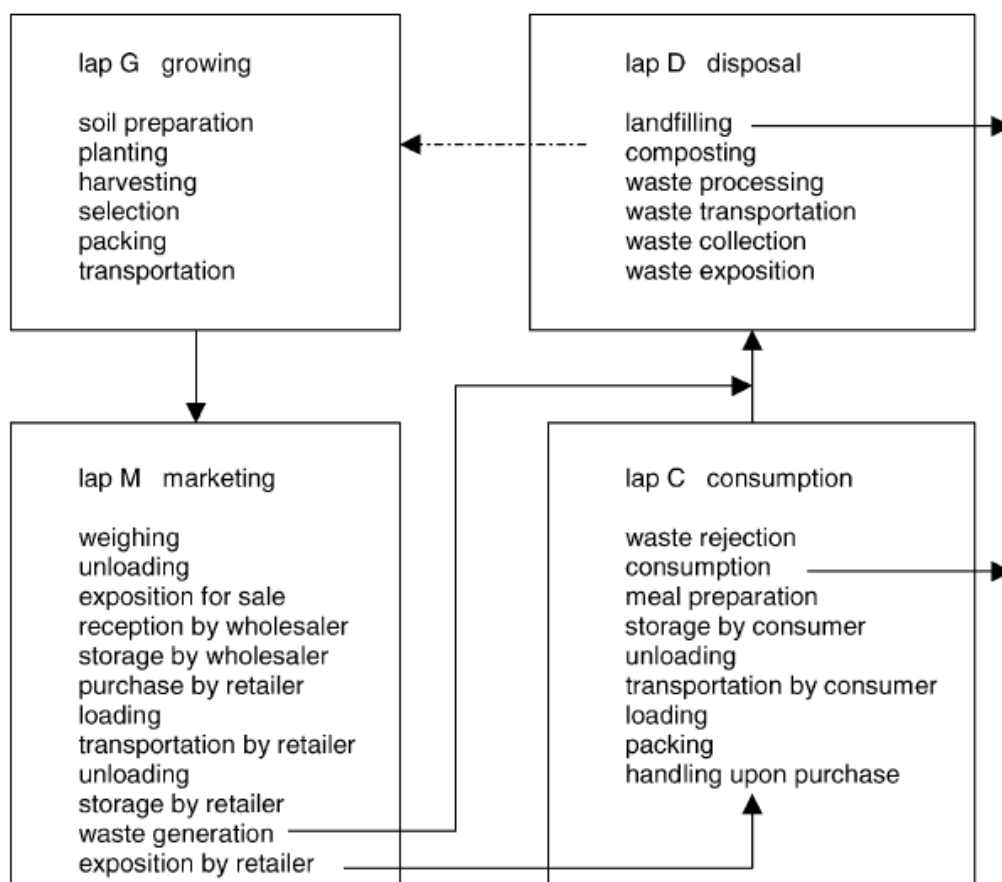 lap G growing
soil preparation
planting
harvesting
selection
packing
transportation
lap D disposal
landfilling
composting
waste processing
waste transportation
waste collection
waste exposition
lap M marketing
weighing
unloading
exposition for sale
reception by wholesaler
storage by wholesaler
purchase by retailer
loading
transportation by retailer
unloading
storage by retailer
waste generation
exposition by retailer
lap C consumption
waste rejection
consumption
meal preparation
storage by consumer
unloading
transportation by consumer
loading
packing
handling upon purchase